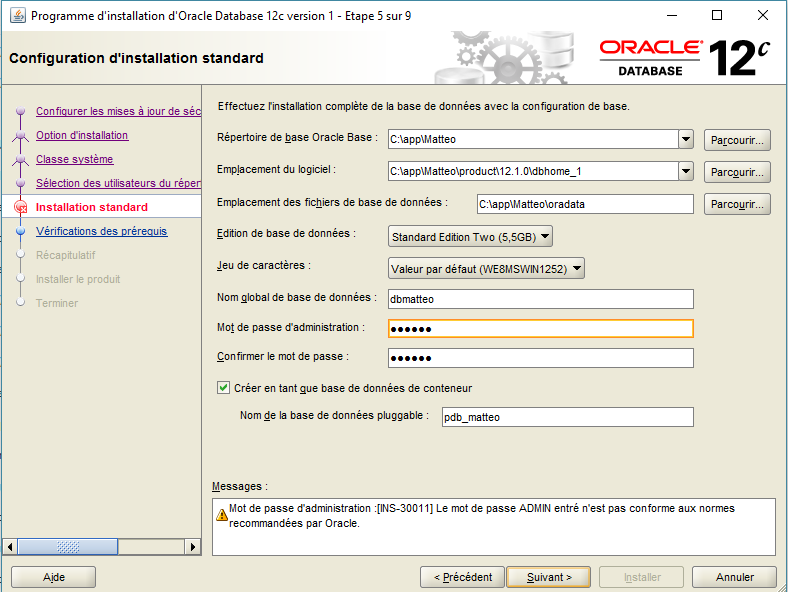 Programme d'installation d'Oracle Database 12c version 1 - Etape 5 sur 9
Configuration d'installation standard
ORACLE®
DATABASE
12c
Configurer les mises à jour de séc
Option d'installation
Classe système
Sélection des utilisateurs du répert
Installation standard
Vérifications des prérequis
Récapitulatif
Installer le produit
Terminer
Effectuez l'installation complète de la base de données avec la configuration de base.
Répertoire de base Oracle Base :
C:\app\Matteo
Parcourir...
Emplacement du logiciel :
C:\app\Matteo\product\12.1.0\dbhome_1
Parcourir...
Emplacement des fichiers de base de données :
C:\app\Matteo\oradata
Parcourir...
Edition de base de données :
Standard Edition Two (5,5GB)
Jeu de caractères :
Valeur par défaut (WE8MSWIN1252)
Nom global de base de données :
dbmatteo
Mot de passe d'administration :
●●●●●●
Confirmer le mot de passe :
●●●●●●
Créer en tant que base de données de conteneur
Nom de la base de données pluggable :
pdb_matteo
Messages :
Mot de passe d'administration :[INS-30011] Le mot de passe ADMIN entré n'est pas conforme aux normes
recommandées par Oracle.
Aide
< Précédent
Suivant >
Installer
Annuler